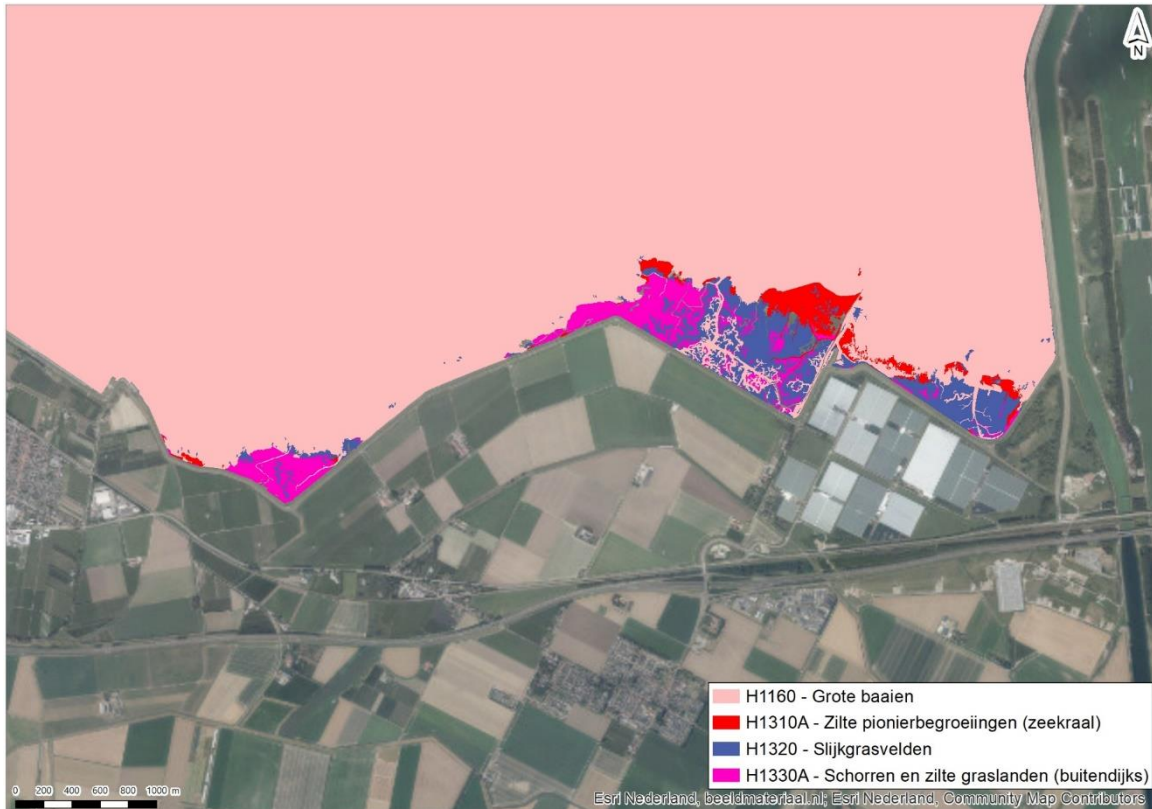 N
H1160 - Grote baaien
H1310A - Zilte pionierbegroeiingen (zeekraal)
H1320 - Slijkgrasvelden
H1330A - Schorren en zilte graslanden (buitendijks)
0 200 400 600 800 1000 m
Esri Nederland, beeldmateriaal.nl; Esri Nederland, Community Map Contributors